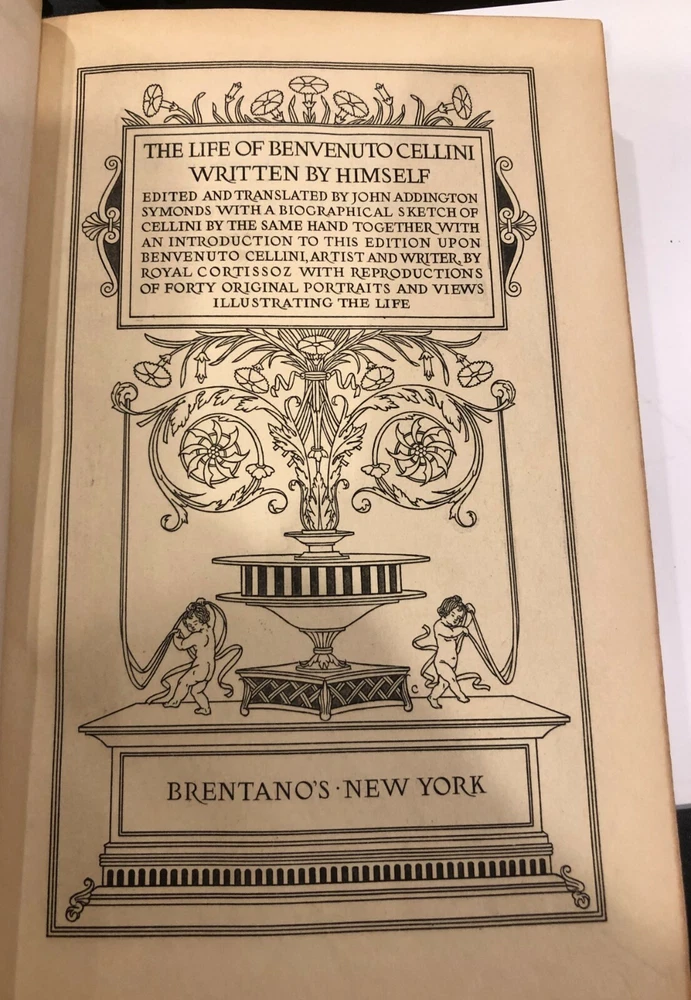 THE LIFE OF BENVENUTO CELLINI
WRITTEN BY HIMSELF
EDITED AND TRANSLATED BY JOHN ADDINGTON
SYMONDS WITH A BIOGRAPHICAL SKETCH OF
CELLINI BY THE SAME HAND TOGETHER WITH
AN INTRODUCTION TO THIS EDITION UPON
BENVENUTO CELLINI, ARTIST AND WRITER, BY
ROYAL CORTISSOZ WITH REPRODUCTIONS
OF FORTY ORIGINAL PORTRAITS AND VIEWS
ILLUSTRATING THE LIFE
C
BRENTANO'S · NEW YORK